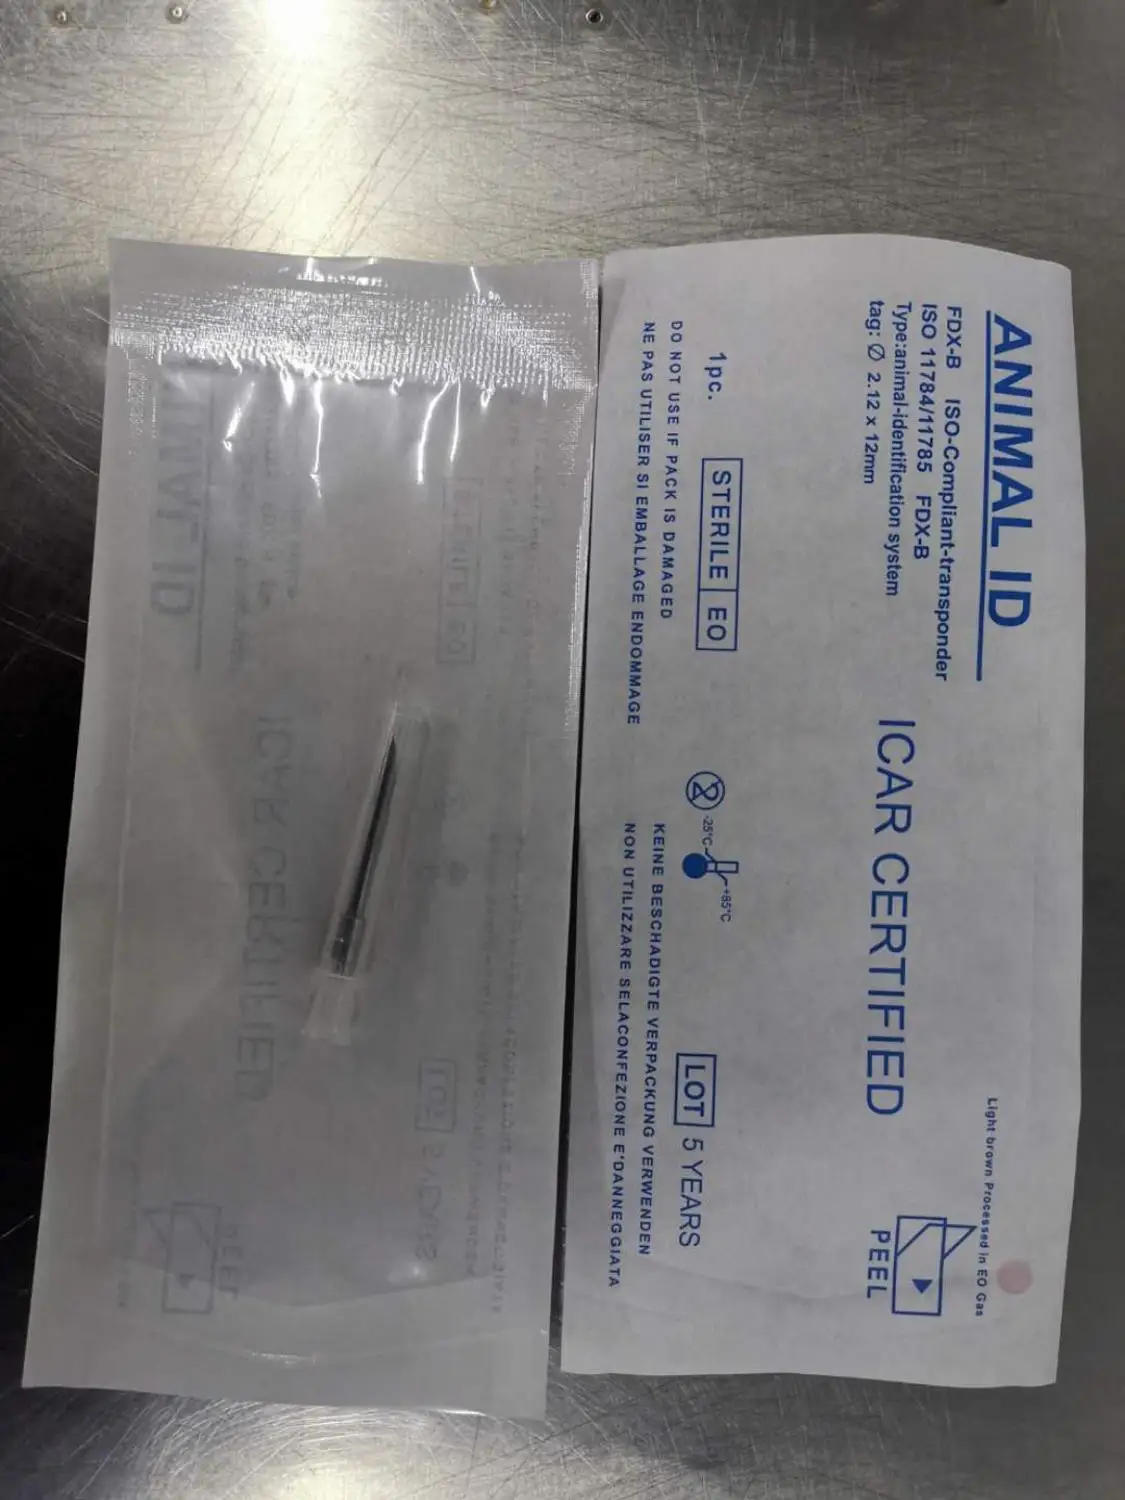 ANIMAL ID
FDX-B ISO-Compliant-transponder
ISO 11784/11785 FDX-B
Type:animal-identification system
tag: Ø 2.12 x 12mm
ICAR CERTIFIED
Light brown Processed in EO Gas
PEEL
1pc.
STERILE EO
2
-25°C
+85°C
LOT 5 YEARS
DO NOT USE IF PACK IS DAMAGED
NE PAS UTILISER SI EMBALLAGE ENDOMMAGE
KEINE BESCHADIGTE VERPACKUNG VERWENDEN
NON UTILIZZARE SELACONFEZIONE E'DANNEGGIATA